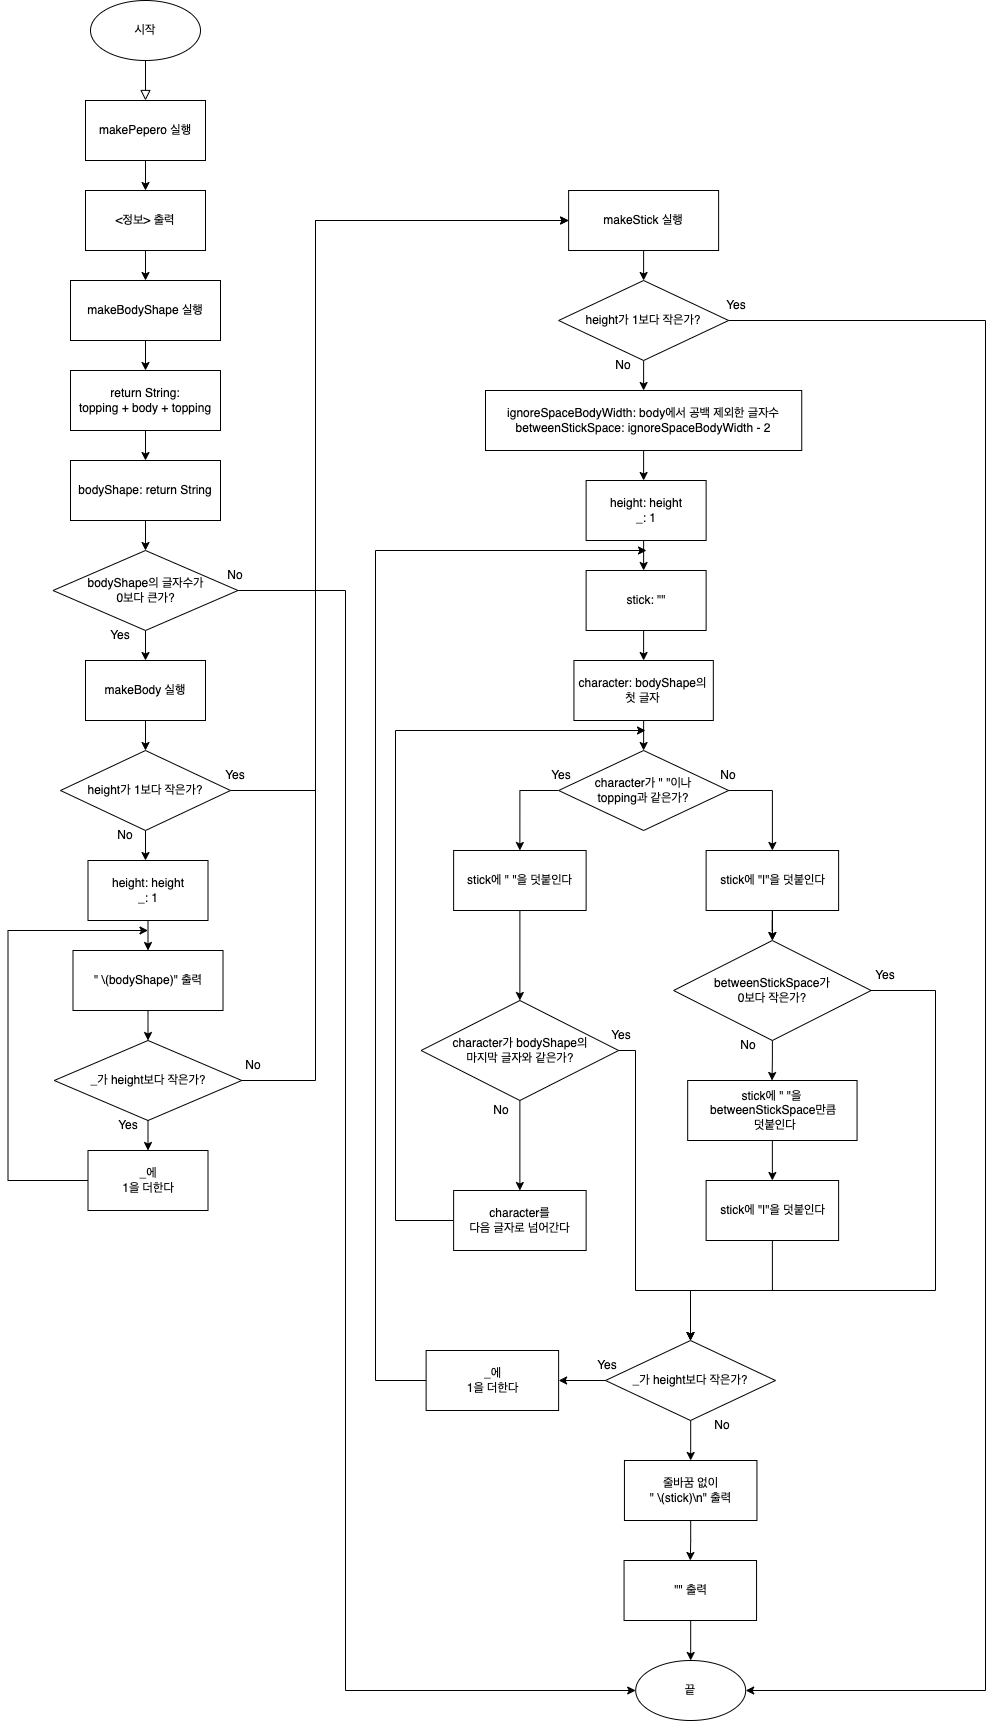 시작
makePepero 실행
<정보> 출력
makeBodyShape 실행
return String:
topping + body + topping
bodyShape: return String
bodyShape의 글자수가
0보다 큰가?
No
Yes
makeBody 실행
height가 1보다 작은가?
Yes
No
height: height
_: 1
" \(bodyShape)" 출력
_가 height보다 작은가?
No
Yes
_에
1을 더한다
makeStick 실행
height가 1보다 작은가?
Yes
No
ignoreSpaceBodyWidth: body에서 공백 제외한 글자수
betweenStickSpace: ignoreSpaceBodyWidth - 2
height: height
_: 1
stick: ""
character: bodyShape의
첫 글자
character가 " "이나
topping과 같은가?
Yes
No
stick에 " "을 덧붙인다
stick에 "l"을 덧붙인다
character가 bodyShape의
마지막 글자와 같은가?
Yes
No
character를
다음 글자로 넘어간다
betweenStickSpace가
0보다 작은가?
Yes
No
stick에 " "을
betweenStickSpace만큼
덧붙인다
stick에 "l"을 덧붙인다
_가 height보다 작은가?
Yes
No
_에
1을 더한다
줄바꿈 없이
" \(stick)\n" 출력
"" 출력
끝